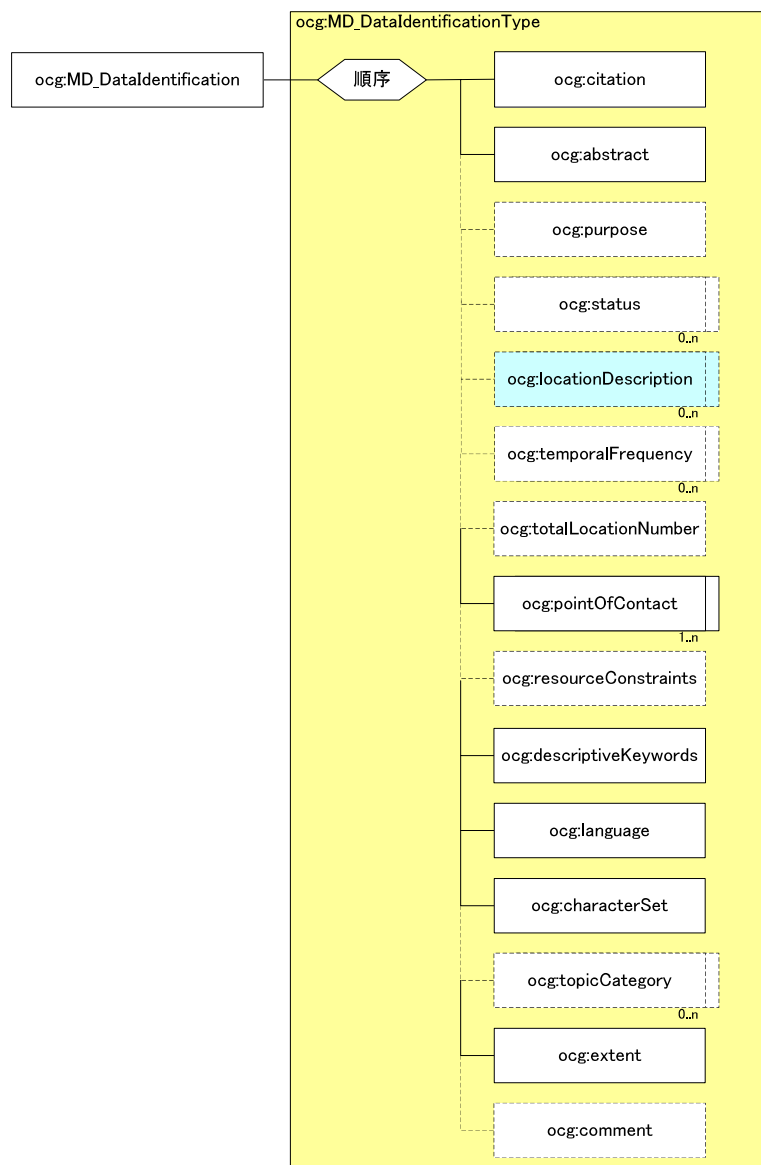 ocg:MD_DataIdentificationType
ocg:MD_DataIdentification
順序
ocg:citation
ocg:abstract
ocg:purpose
ocg:status
0..n
ocg:locationDescription
0..n
ocg:temporalFrequency
0..n
ocg:totalLocationNumber
ocg:pointOfContact
1..n
ocg:resourceConstraints
ocg:descriptiveKeywords
ocg:language
ocg:characterSet
ocg:topicCategory
0..n
ocg:extent
ocg:comment